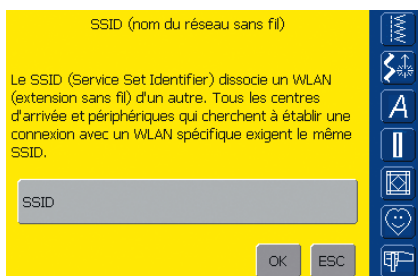 SSID (nom du réseau sans fil)
Le SSID (Service Set Identifier) dissocie un WLAN
(extension sans fil) d'un autre. Tous les centres
d'arrivée et périphériques qui cherchent à établir une
connexion avec un WLAN spécifique exigent le même
SSID.
SSID
OK ESC
A